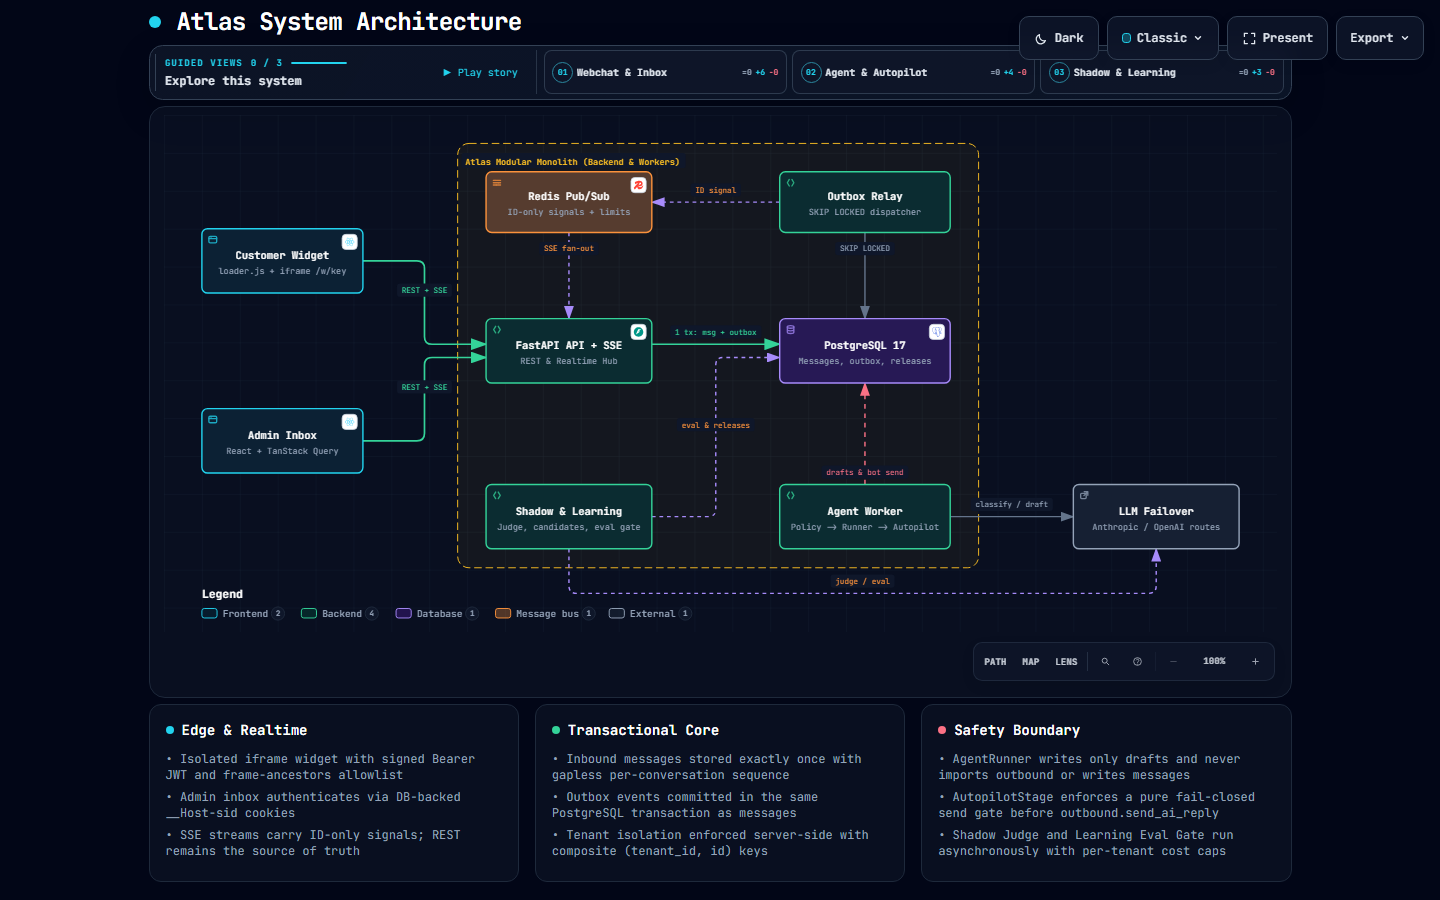 Atlas System Architecture
Dark
Classic
Present
Export
GUIDED VIEWS 0 / 3
Explore this system
Play story
01 Webchat & Inbox =0 +6 -0
02 Agent & Autopilot =0 +4 -0
03 Shadow & Learning =0 +3 -0
Atlas Modular Monolith (Backend & Workers)
Redis Pub/Sub
ID-only signals + limits
ID signal
Outbox Relay
SKIP LOCKED dispatcher
Customer Widget
loader.js + iframe /w/key
SSE fan-out
SKIP LOCKED
REST + SSE
FastAPI API + SSE
REST & Realtime Hub
1 tx: msg + outbox
PostgreSQL 17
Messages, outbox, releases
REST + SSE
Admin Inbox
React + TanStack Query
eval & releases
drafts & bot send
Shadow & Learning
Judge, candidates, eval gate
Agent Worker
Policy → Runner → Autopilot
classify / draft
LLM Failover
Anthropic / OpenAI routes
judge / eval
Legend
Frontend 2
Backend 4
Database 1
Message bus 1
External 1
PATH
MAP
LENS
− 100% +
Edge & Realtime
• Isolated iframe widget with signed Bearer
JWT and frame-ancestors allowlist
• Admin inbox authenticates via DB-backed
__Host-sid cookies
• SSE streams carry ID-only signals; REST
remains the source of truth
Transactional Core
• Inbound messages stored exactly once with
gapless per-conversation sequence
• Outbox events committed in the same
PostgreSQL transaction as messages
• Tenant isolation enforced server-side with
composite (tenant_id, id) keys
Safety Boundary
• AgentRunner writes only drafts and never
imports outbound or writes messages
• AutopilotStage enforces a pure fail-closed
send gate before outbound.send_ai_reply
• Shadow Judge and Learning Eval Gate run
asynchronously with per-tenant cost caps